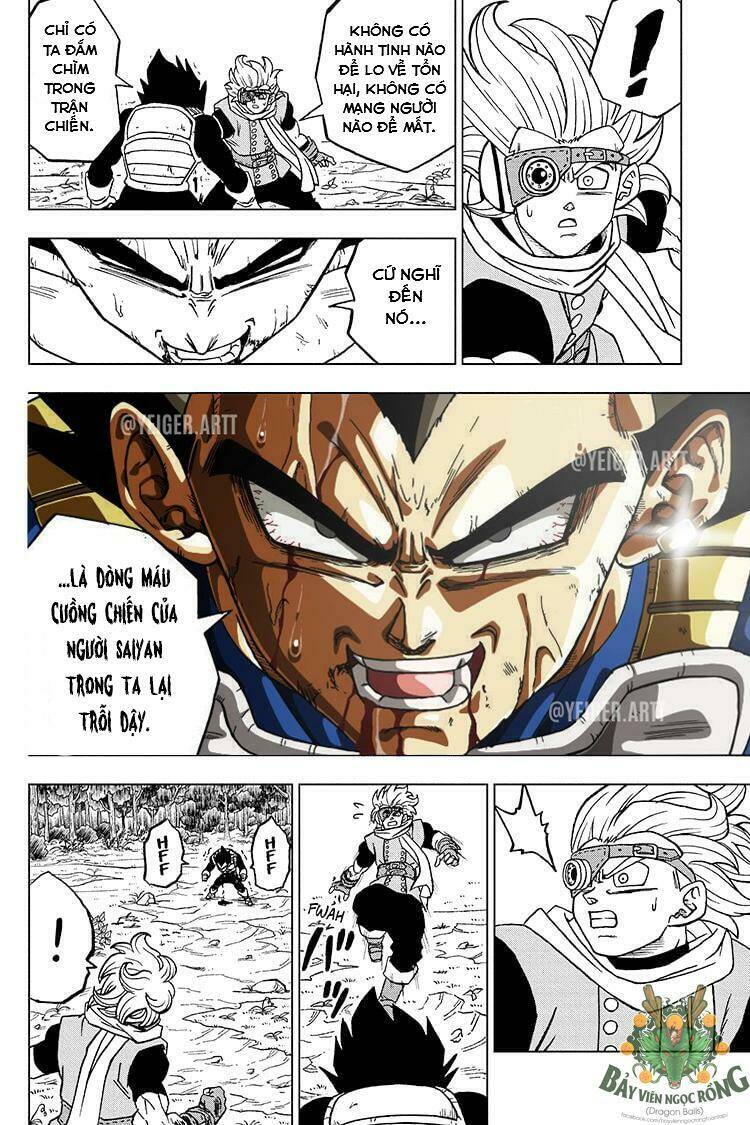 !
KHÔNG CÓ
HÀNH TINH NÀO
ĐỂ LO VỀ TỔN
HẠI, KHÔNG CÓ
MẠNG NGƯỜI
NÀO ĐỂ MẤT.
CHỈ CÓ
TA ĐẮM
CHÌM
TRONG
TRẬN
CHIẾN.
CỨ NGHĨ
ĐẾN
NÓ...
@YEIGER.ARTT
@YEIGER.ARTT
...LÀ DÒNG MÁU
CUỒNG CHIẾN CỦA
NGƯỜI SAIYAN
TRONG TA LẠI
TRỖI DẬY.
@YEIGER.ARTT
FWAH
HFF
HFF
!
BẢY VIÊN NGỌC RỒNG
(Dragon Balls)